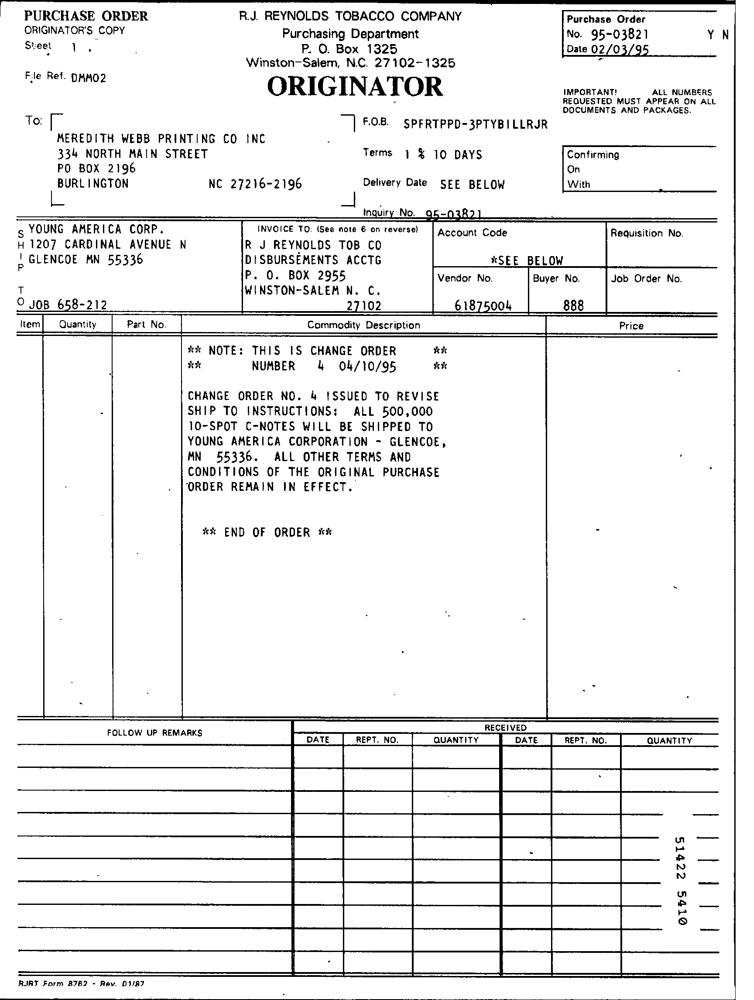 PURCHASE ORDER
ORIGINATOR'S COPY
Sheet 1 .
File Ref. DMM02
R.J. REYNOLDS TOBACCO COMPANY
Purchasing Department
P. O. Box 1325
Winston-Salem, N.C. 27102-1325
ORIGINATOR
Purchase Order
No. 95-03821 Y N
Date 02/03/95
IMPORTANT! ALL NUMBERS
REQUESTED MUST APPEAR ON ALL
DOCUMENTS AND PACKAGES.
To:
MEREDITH WEBB PRINTING CO INC
334 NORTH MAIN STREET
PO BOX 2196
BURLINGTON NC 27216-2196
F.O.B. SPFRTPPD-3PTYBILLRJR
Terms 1 % 10 DAYS
Delivery Date SEE BELOW
Inquiry No. 95-03821
Confirming
On
With
SHIP TO
YOUNG AMERICA CORP.
1207 CARDINAL AVENUE N
GLENCOE MN 55336
JOB 658-212
INVOICE TO: (See note 6 on reverse)
R J REYNOLDS TOB CO
DISBURSEMENTS ACCTG
P. O. BOX 2955
WINSTON-SALEM N. C.
27102
Account Code
*SEE BELOW
Requisition No.
Vendor No. Buyer No. Job Order No.
61875004 888
Item Quantity Part No. Commodity Description Price
** NOTE: THIS IS CHANGE ORDER **
** NUMBER 4 04/10/95 **
CHANGE ORDER NO. 4 ISSUED TO REVISE
SHIP TO INSTRUCTIONS: ALL 500,000
10-SPOT C-NOTES WILL BE SHIPPED TO
YOUNG AMERICA CORPORATION - GLENCOE,
MN 55336. ALL OTHER TERMS AND
CONDITIONS OF THE ORIGINAL PURCHASE
ORDER REMAIN IN EFFECT.
** END OF ORDER **
FOLLOW UP REMARKS
RECEIVED
DATE REPT. NO. QUANTITY DATE REPT. NO. QUANTITY
51422 5410
RJRT Form 8762 - Rev. 01/87